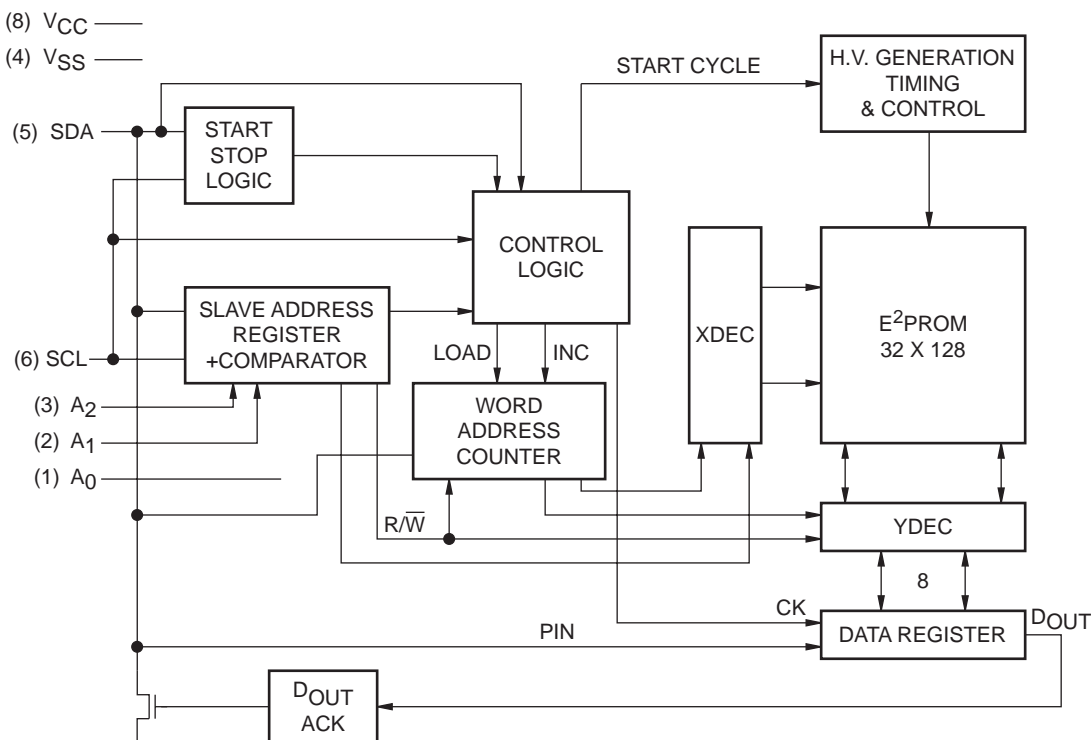 (8) VCC
(4) VSS
(5) SDA
START
STOP
LOGIC
START CYCLE
H.V. GENERATION
TIMING
& CONTROL
CONTROL
LOGIC
SLAVE ADDRESS
REGISTER
+COMPARATOR
(6) SCL
(3) A2
(2) A1
(1) A0
LOAD
INC
WORD
ADDRESS
COUNTER
XDEC
E²PROM
32 X 128
R/W̅
YDEC
8
CK
PIN
DATA REGISTER
DOUT
DOUT
ACK